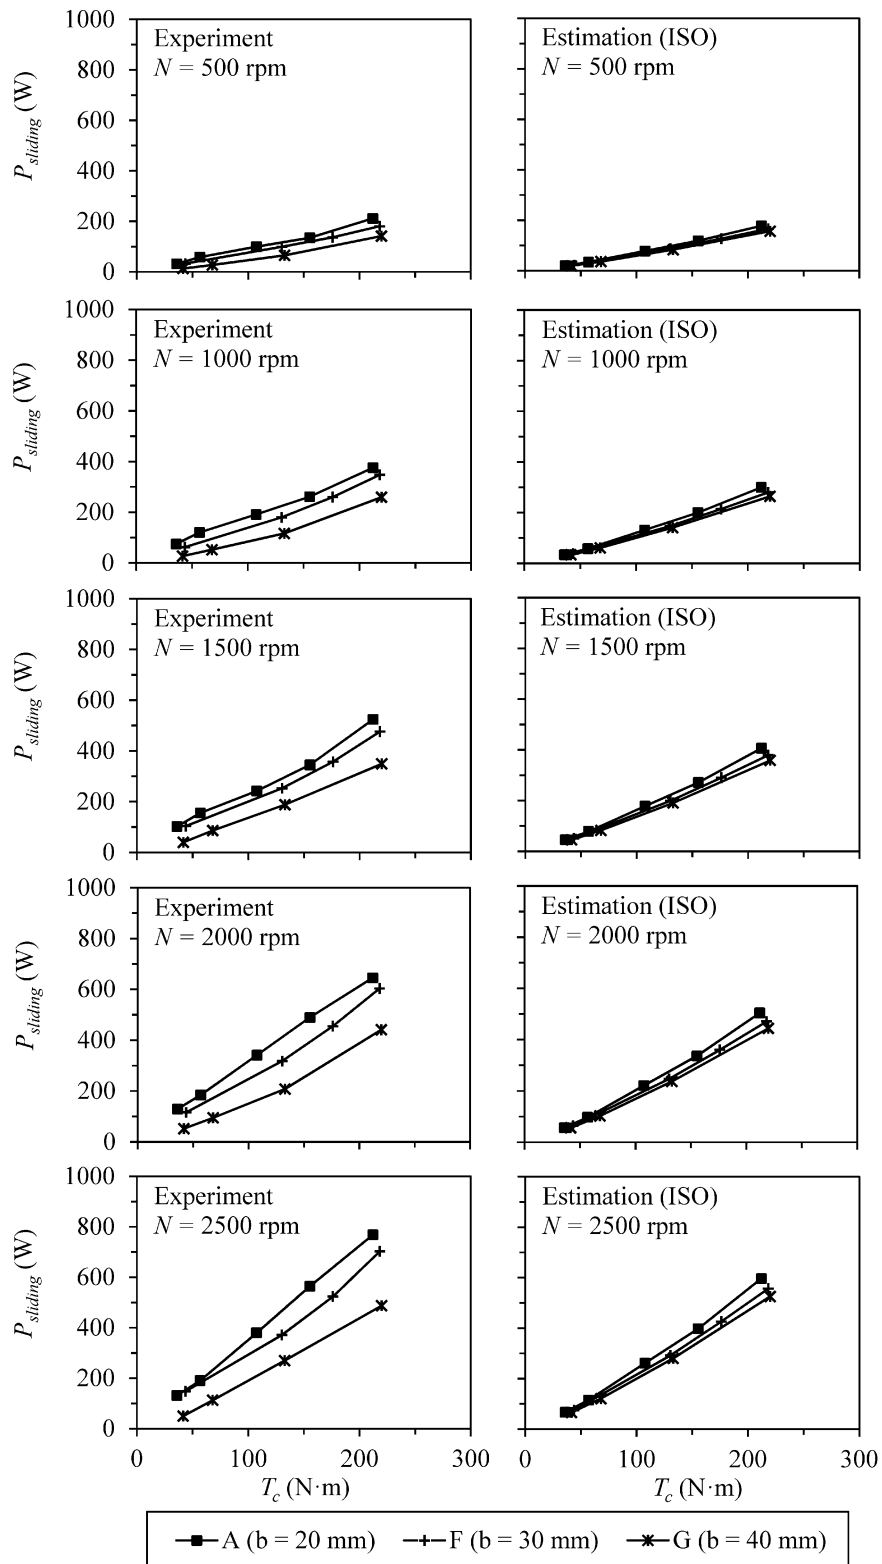 Experiment
N = 500 rpm
Estimation (ISO)
N = 500 rpm
P_sliding (W)
1000
800
600
400
200
0
Experiment
N = 1000 rpm
Estimation (ISO)
N = 1000 rpm
P_sliding (W)
1000
800
600
400
200
0
Experiment
N = 1500 rpm
Estimation (ISO)
N = 1500 rpm
P_sliding (W)
1000
800
600
400
200
0
Experiment
N = 2000 rpm
Estimation (ISO)
N = 2000 rpm
P_sliding (W)
1000
800
600
400
200
0
Experiment
N = 2500 rpm
Estimation (ISO)
N = 2500 rpm
P_sliding (W)
1000
800
600
400
200
0
0 100 200 300
0 100 200 300
T_c (N·m)
T_c (N·m)
A (b = 20 mm) F (b = 30 mm) G (b = 40 mm)